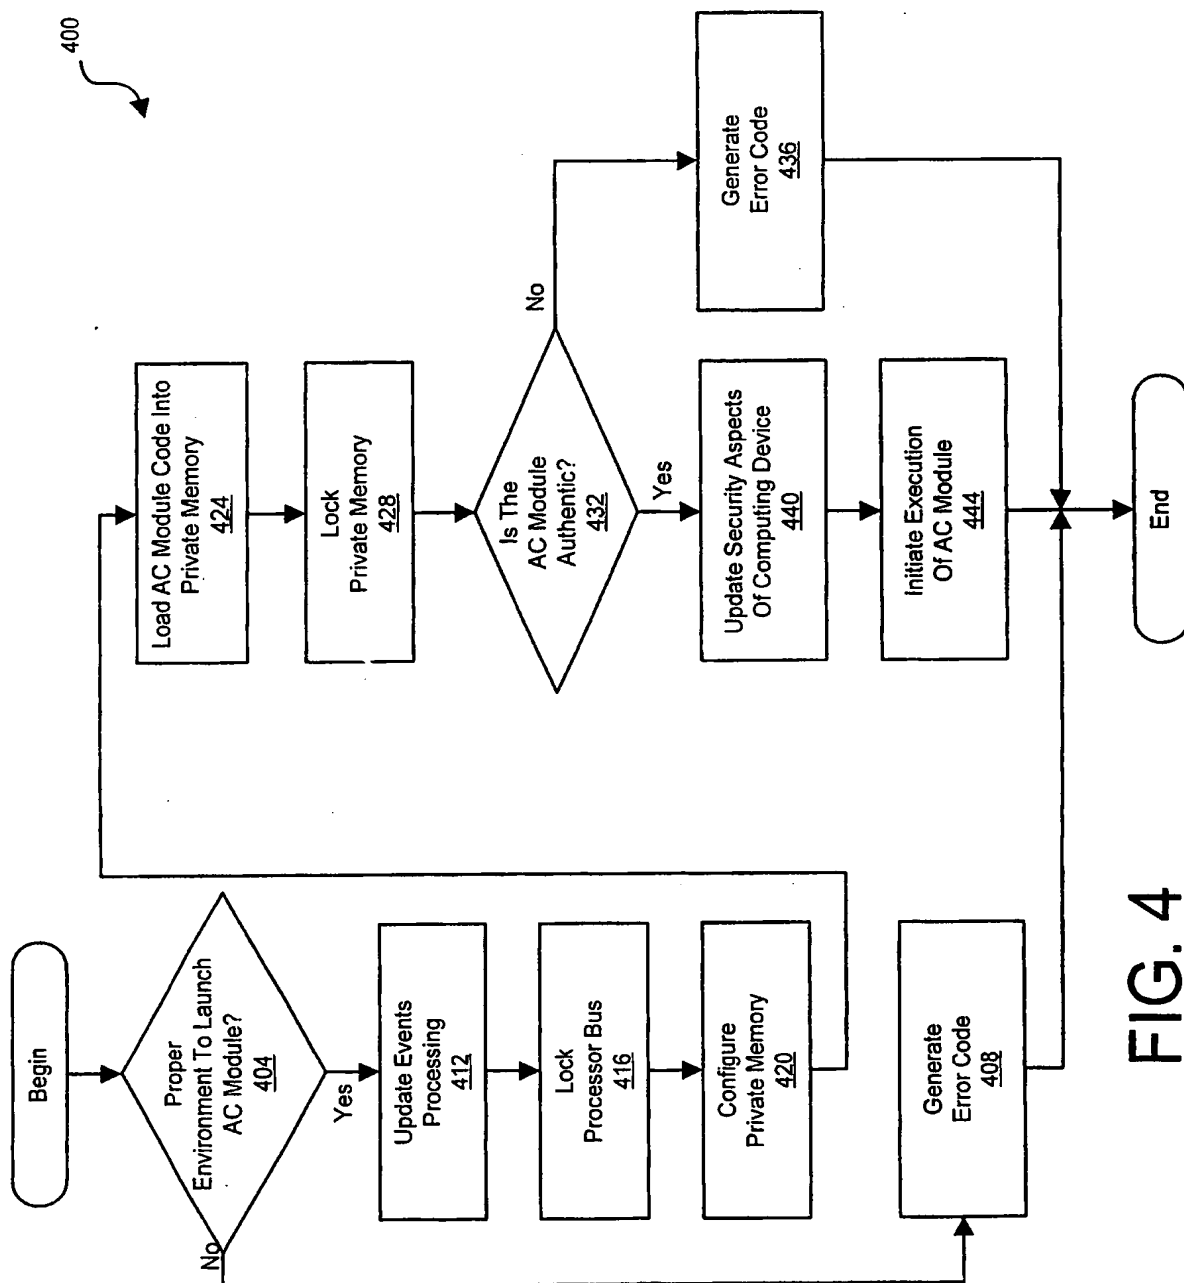 400
Begin
Proper
Environment To Launch
AC Module?
404
No
Yes
Update Events
Processing
412
Lock
Processor Bus
416
Configure
Private Memory
420
Generate
Error Code
408
Load AC Module Code Into
Private Memory
424
Lock
Private Memory
428
Is The
AC Module
Authentic?
432
No
Yes
Generate
Error Code
436
Update Security Aspects
Of Computing Device
440
Initiate Execution
Of AC Module
444
End
FIG. 4